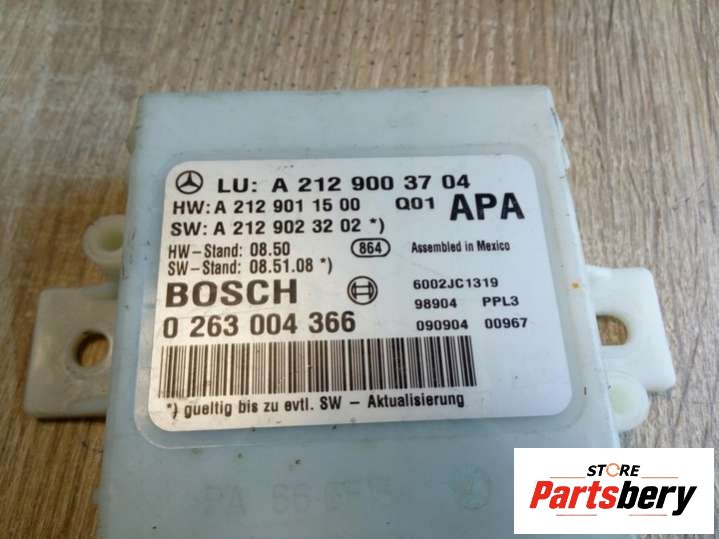 LU: A 212 900 37 04
HW: A 212 901 15 00 Q01 APA
SW: A 212 902 32 02 *)
HW-Stand: 08.50 864 Assembled in Mexico
SW-Stand: 08.51.08 *)
BOSCH 6002JC1319
98904 PPL3
0 263 004 366 090904 00967
*) gueltig bis zu evtl. SW - Aktualisierung
STORE
Partsbery